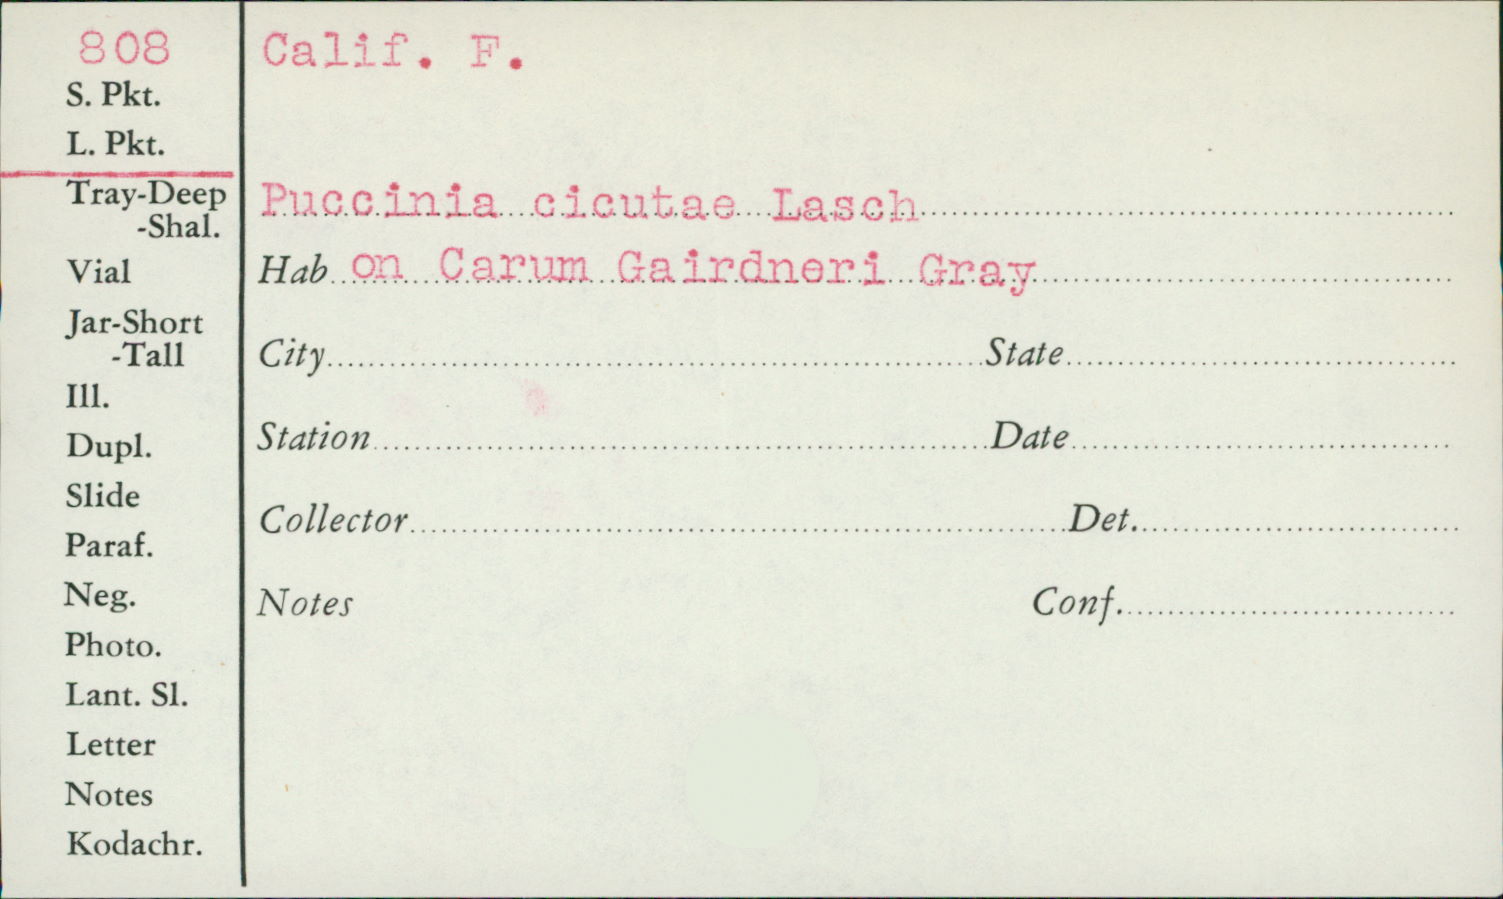 808
S. Pkt.
L. Pkt.
Tray-Deep
-Shal.
Vial
Jar-Short
-Tall
Ill.
Dupl.
Slide
Paraf.
Neg.
Photo.
Lant. Sl.
Letter
Notes
Kodachr.
Calif. F.
Puccinia cicutae Lasch
Hab on Carum Gairdneri Gray
City State
Station Date
Collector Det.
Notes Conf.